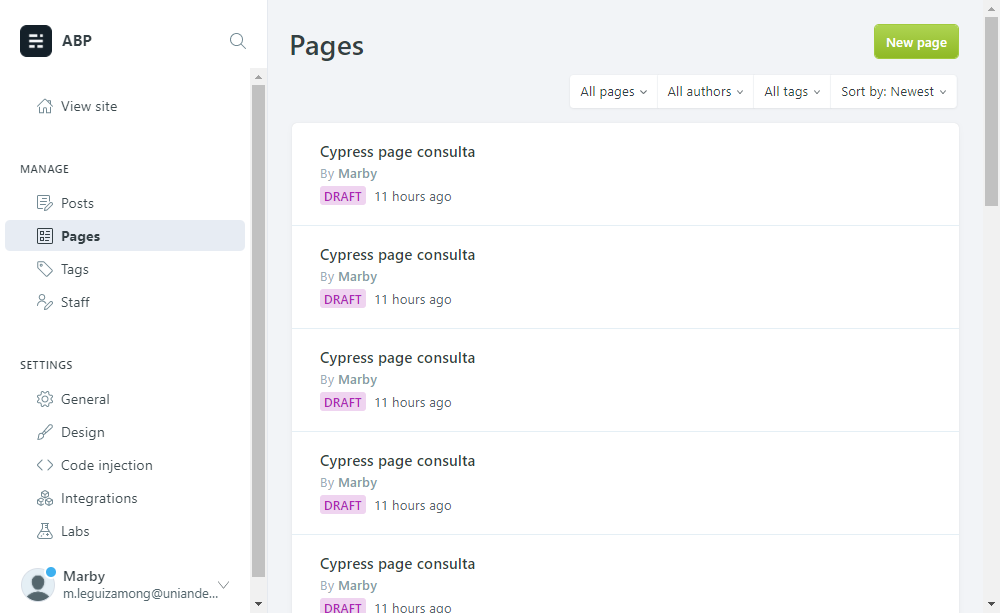 ABP
View site
MANAGE
Posts
Pages
Tags
Staff
SETTINGS
General
Design
Code injection
Integrations
Labs
Marby
m.leguizamong@uniande...
Pages
New page
All pages
All authors
All tags
Sort by: Newest
Cypress page consulta
By Marby
DRAFT 11 hours ago
Cypress page consulta
By Marby
DRAFT 11 hours ago
Cypress page consulta
By Marby
DRAFT 11 hours ago
Cypress page consulta
By Marby
DRAFT 11 hours ago
Cypress page consulta
By Marby
DRAFT 11 hours ago